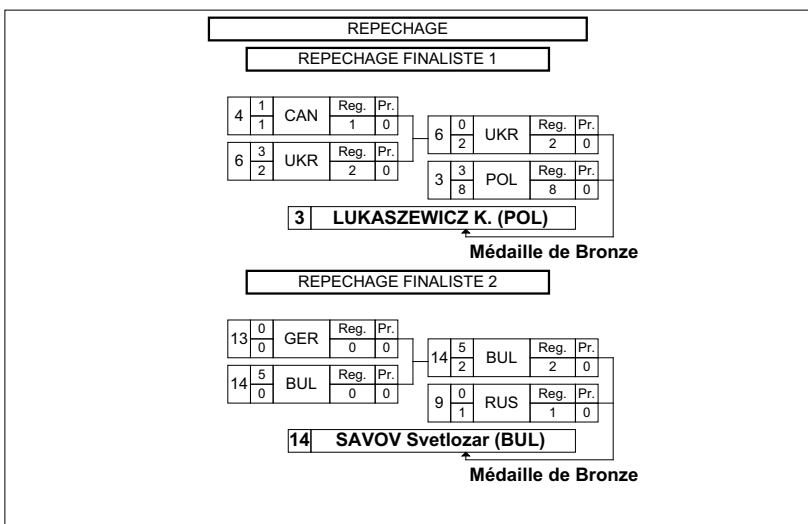 REPECHAGE
REPECHAGE FINALISTE 1
4 1 CAN Reg. Pr.
1 1 0
6 3 UKR Reg. Pr.
2 2 0
6 0 UKR Reg. Pr.
2 2 0
3 3 POL Reg. Pr.
8 8 0
3 LUKASZEWICZ K. (POL)
Médaille de Bronze
REPECHAGE FINALISTE 2
13 0 GER Reg. Pr.
0 0 0
14 5 BUL Reg. Pr.
0 0 0
14 5 BUL Reg. Pr.
2 2 0
9 0 RUS Reg. Pr.
1 1 0
14 SAVOV Svetlozar (BUL)
Médaille de Bronze